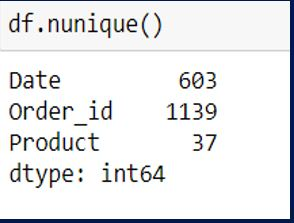 df.nunique()
Date 603
Order_id 1139
Product 37
dtype: int64